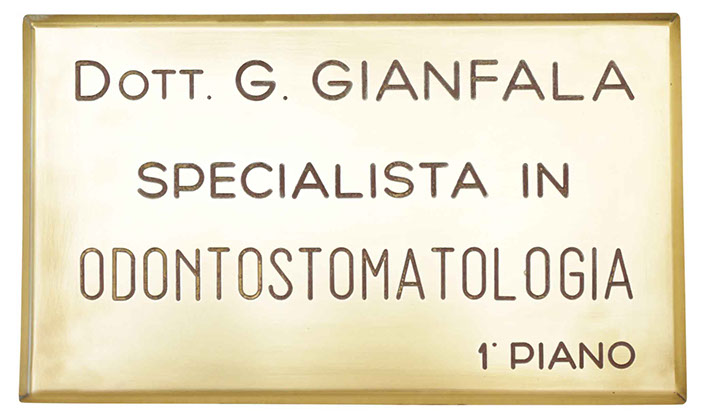 Dott. G. GIANFALA
SPECIALISTA IN
ODONTOSTOMATOLOGIA
1° PIANO